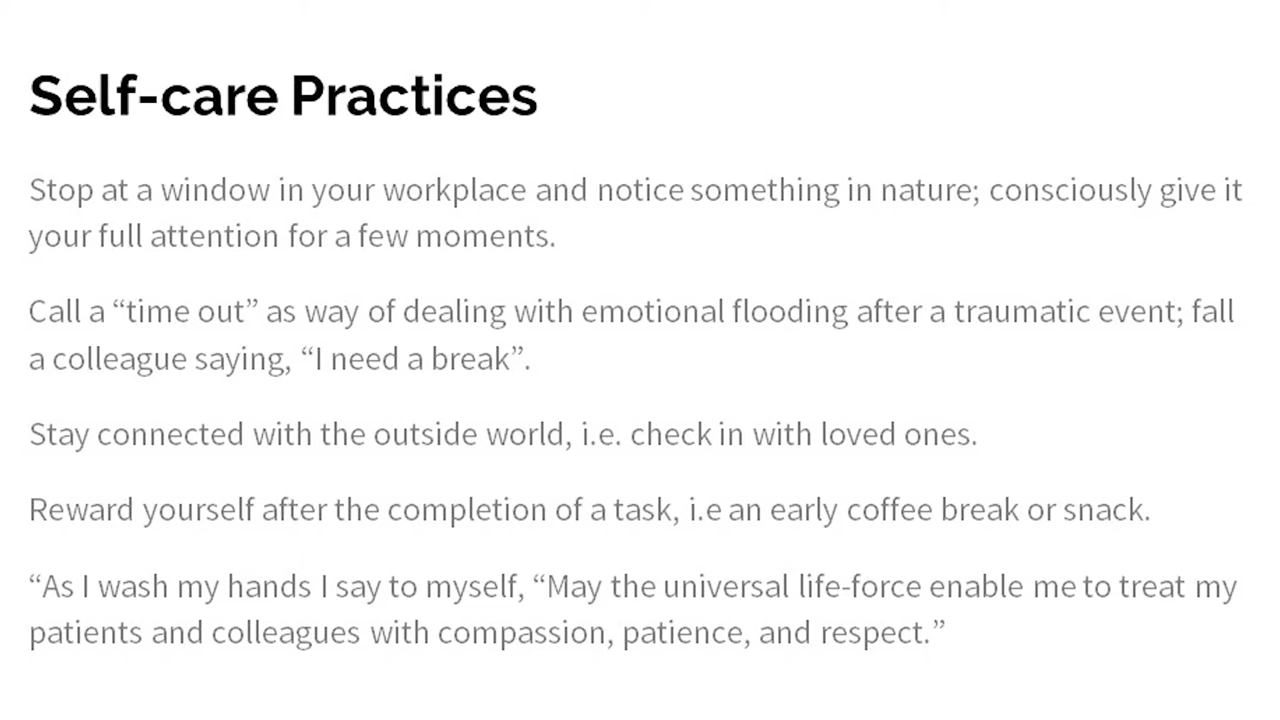 Self-care Practices
Stop at a window in your workplace and notice something in nature; consciously give it
your full attention for a few moments.
Call a “time out” as way of dealing with emotional flooding after a traumatic event; fall
a colleague saying, “I need a break”.
Stay connected with the outside world, i.e. check in with loved ones.
Reward yourself after the completion of a task, i.e an early coffee break or snack.
“As I wash my hands I say to myself, “May the universal life-force enable me to treat my
patients and colleagues with compassion, patience, and respect.”